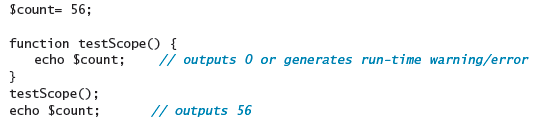 $count= 56;
function testScope() {
echo $count; // outputs 0 or generates run-time warning/error
}
testScope();
echo $count; // outputs 56